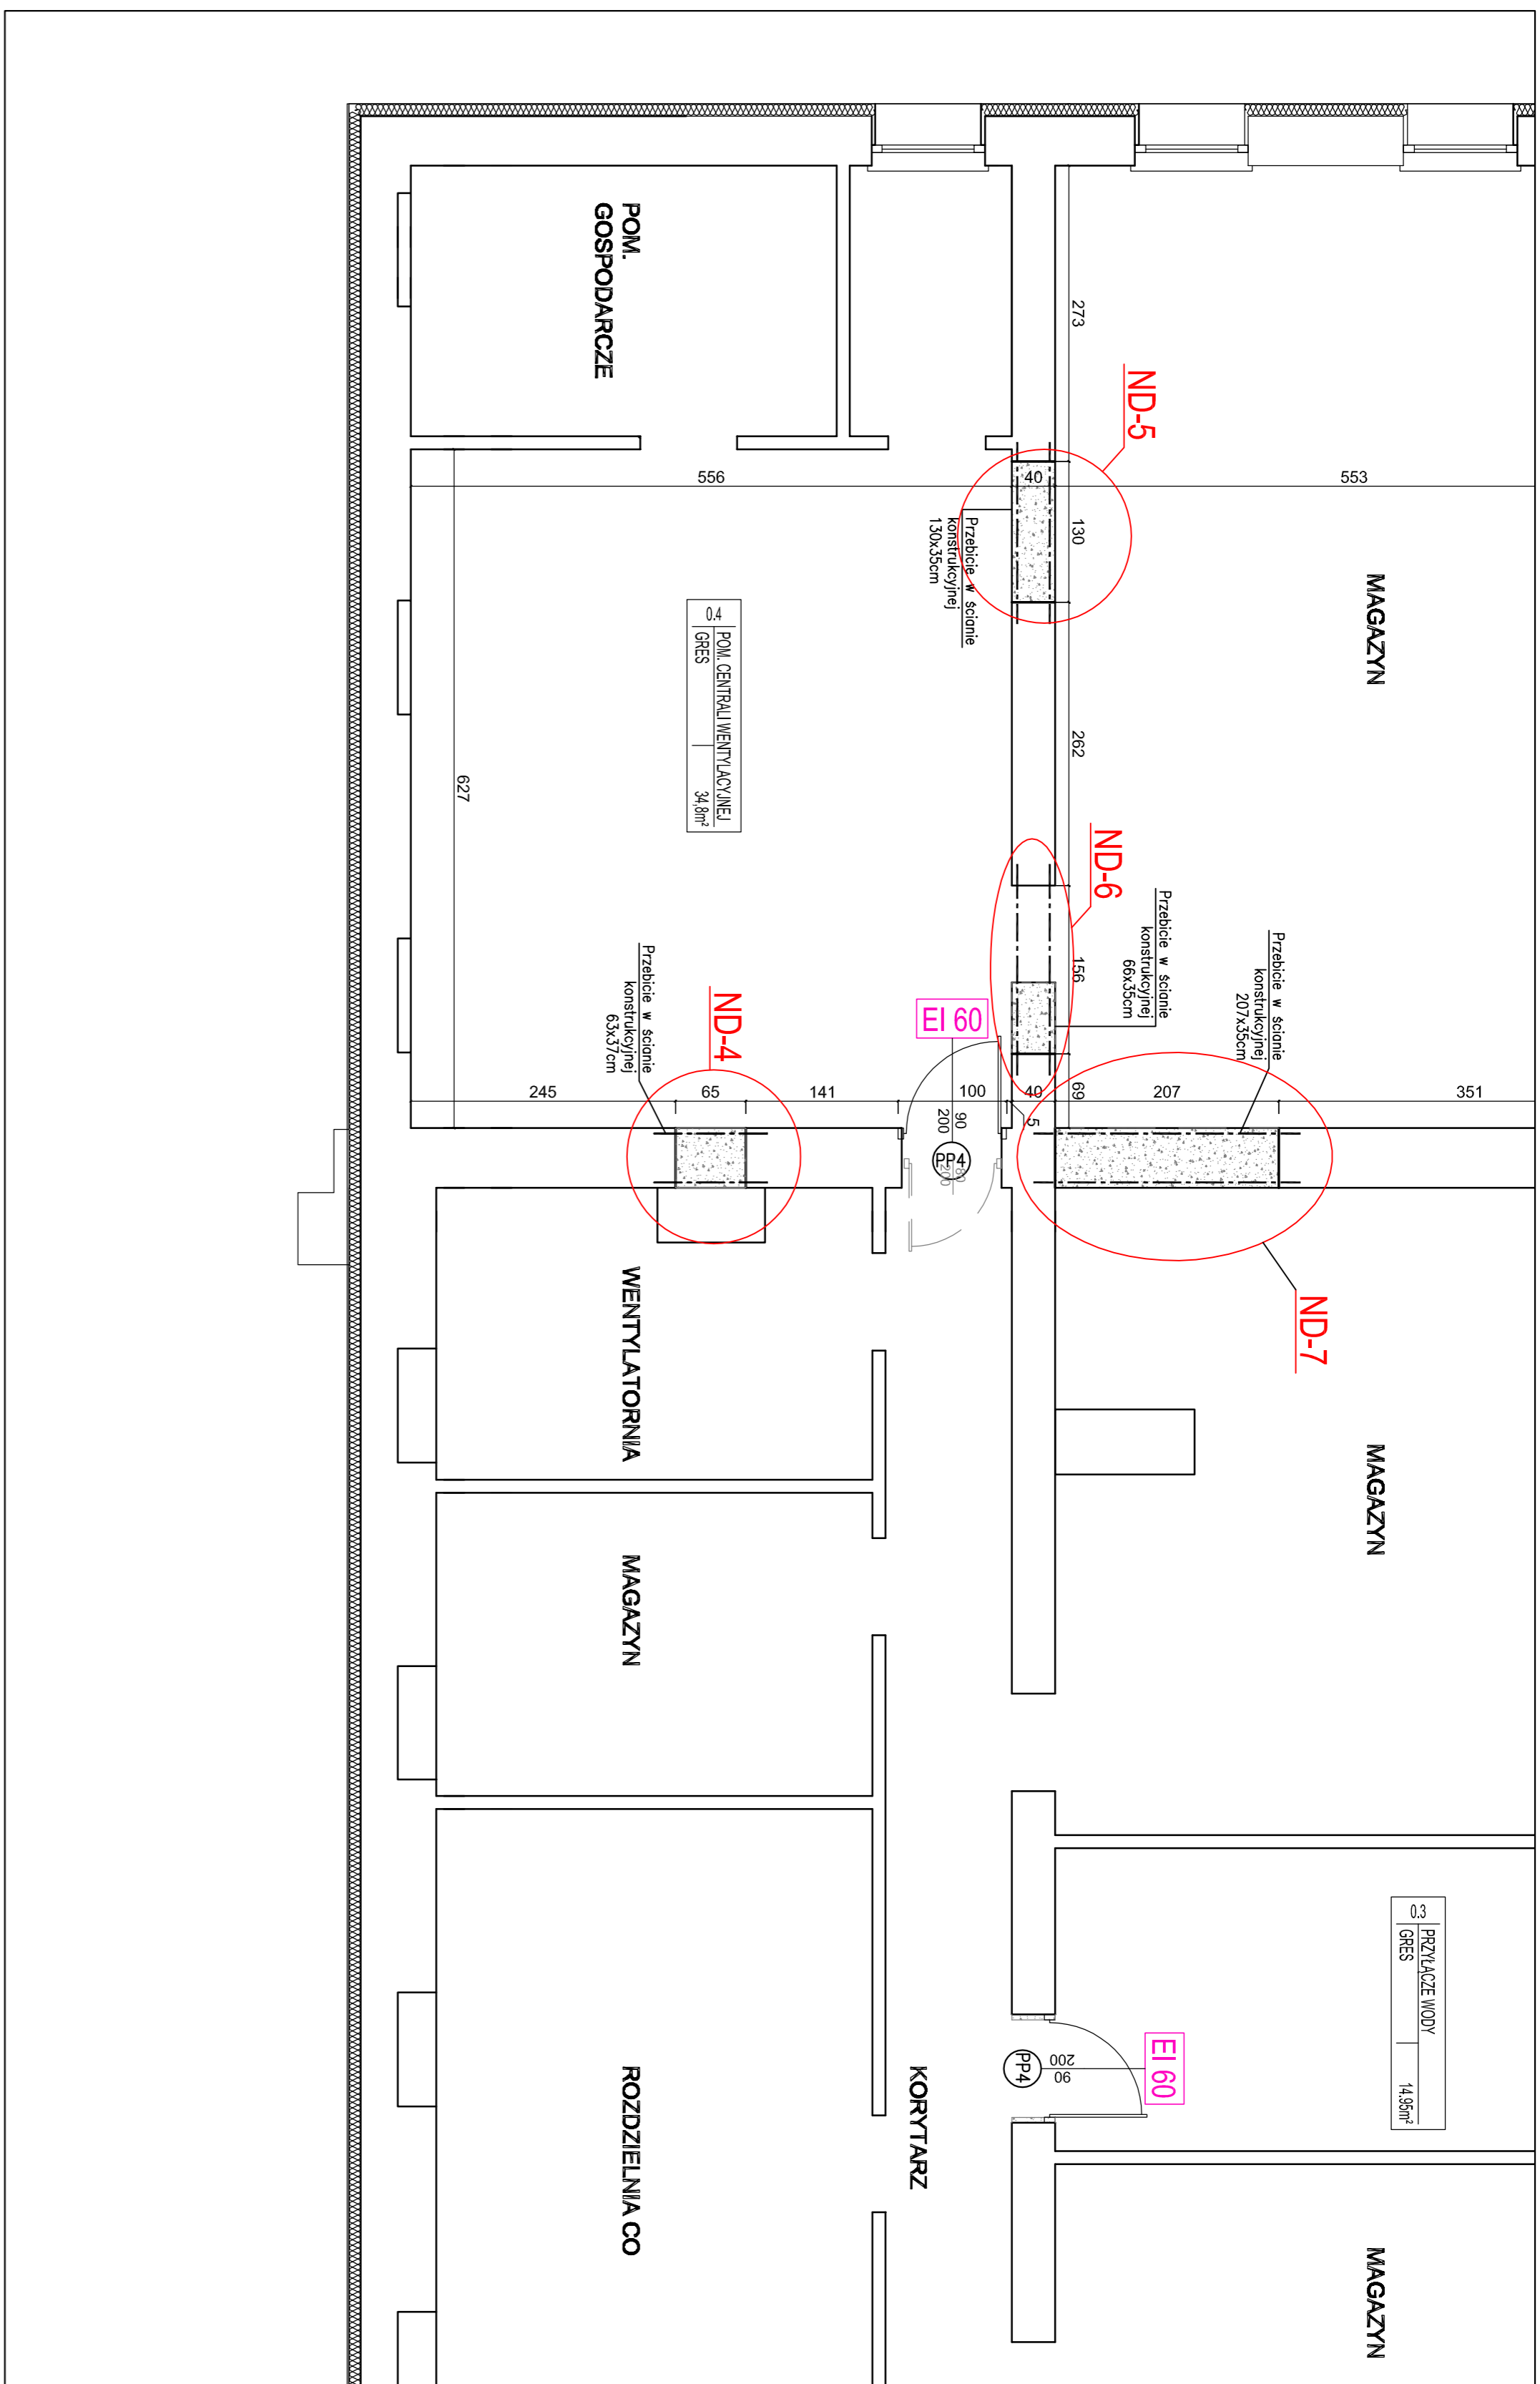 POM.
GOSPODARCZE
273
ND-5
556
40
553
130
Przebicie w ścianie
konstrukcyjnej
130x35cm
MAGAZYN
0.4
POM. CENTRALI WENTYLACYJNEJ
GRES
34,8m²
262
627
ND-6
Przebicie w ścianie
konstrukcyjnej
66x35cm
Przebicie w ścianie
konstrukcyjnej
207x35cm
156
Przebicie w ścianie
konstrukcyjnej
63x37cm
ND-4
EI 60
245
65
141
100
40
69
207
351
5
90
200
PP4
80
200
ND-7
WENTYLATORNIA
MAGAZYN
MAGAZYN
0.3
PRZYŁĄCZE WODY
GRES
14.95m²
EI 60
90
200
PP4
KORYTARZ
ROZDZIELNIA CO
MAGAZYN